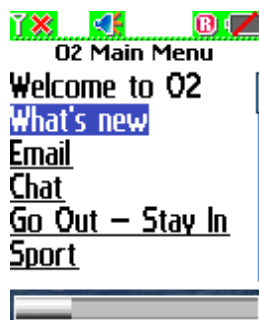 R
O2 Main Menu
Welcome to O2
What's new
Email
Chat
Go Out – Stay In
Sport